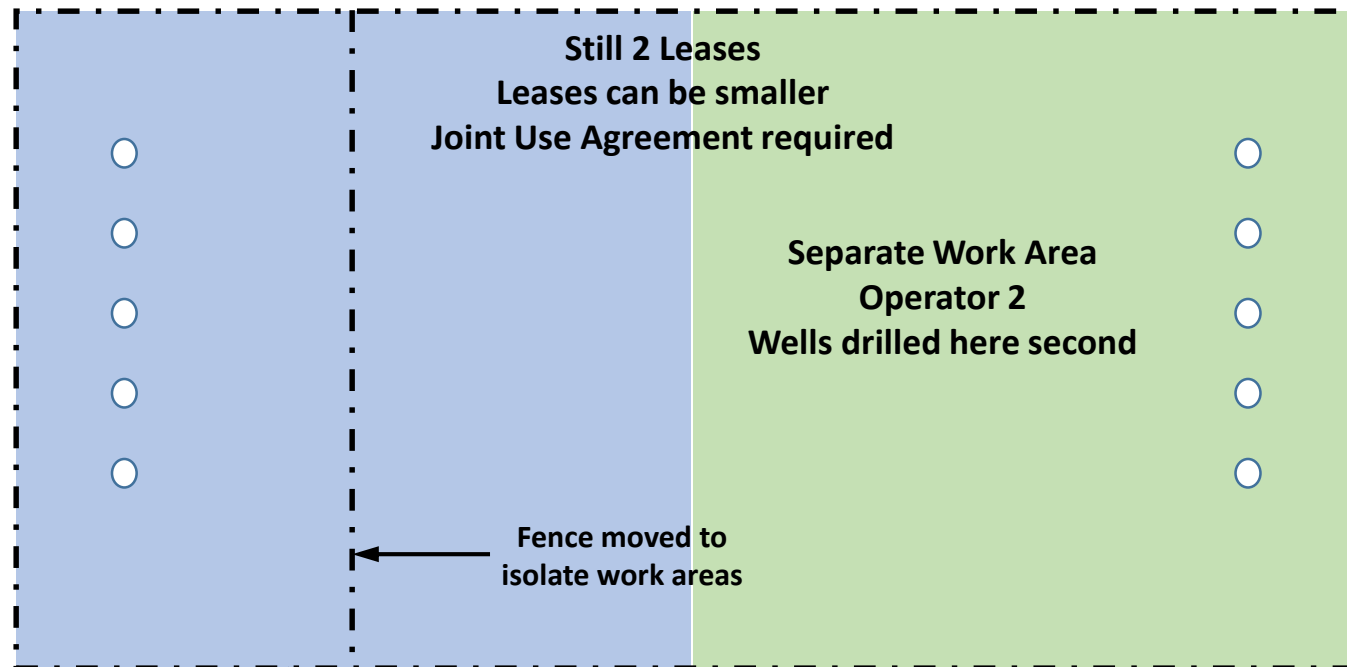 Still 2 Leases
Leases can be smaller
Joint Use Agreement required
Separate Work Area
Operator 2
Wells drilled here second
Fence moved to
isolate work areas